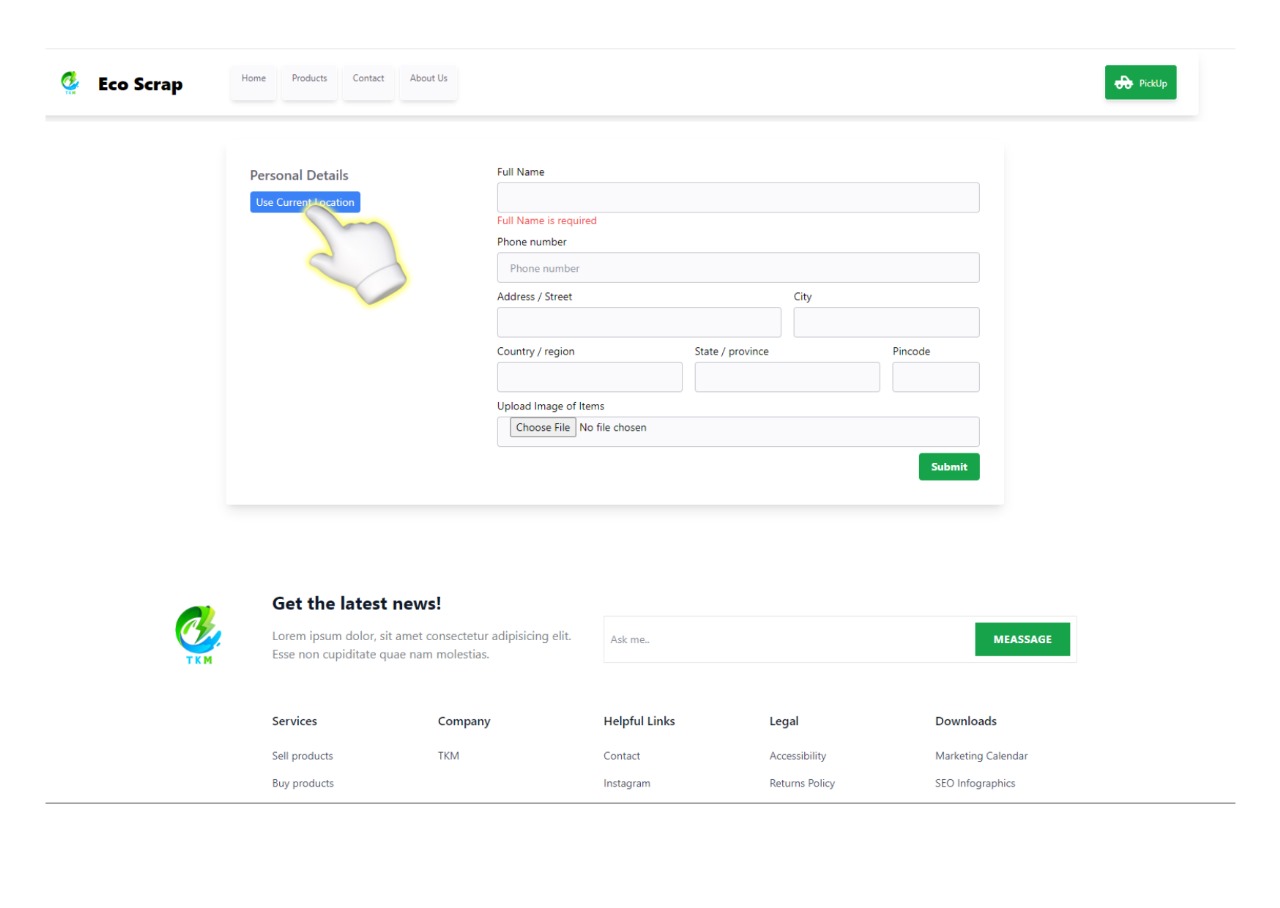 TKM
Eco Scrap
Home
Products
Contact
About Us
PickUp
Personal Details
Use Current Location
Full Name
Full Name is required
Phone number
Phone number
Address / Street
City
Country / region
State / province
Pincode
Upload Image of Items
Choose File No file chosen
Submit
TKM
Get the latest news!
Lorem ipsum dolor, sit amet consectetur adipisicing elit.
Esse non cupiditate quae nam molestias.
Ask me..
MEASSAGE
Services
Sell products
Buy products
Company
TKM
Helpful Links
Contact
Instagram
Legal
Accessibility
Returns Policy
Downloads
Marketing Calendar
SEO Infographics